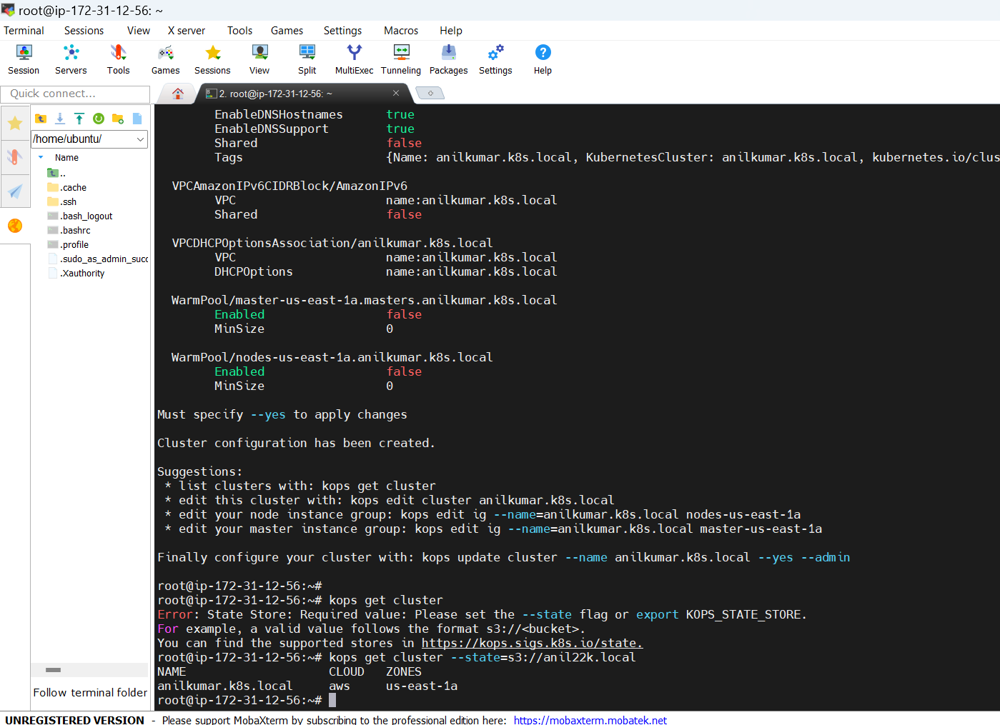 root@ip-172-31-12-56: ~
Terminal Sessions View X server Tools Games Settings Macros Help
Session Servers Tools Games Sessions View Split MultiExec Tunneling Packages Settings Help
Quick connect...
2. root@ip-172-31-12-56: ~
/home/ubuntu/
Name
..
.cache
.ssh
.bash_logout
.bashrc
.profile
.sudo_as_admin_succ
.Xauthority
Follow terminal folder
EnableDNSHostnames true
EnableDNSSupport true
Shared false
Tags {Name: anilkumar.k8s.local, KubernetesCluster: anilkumar.k8s.local, kubernetes.io/clus
VPCAmazonIPv6CIDRBlock/AmazonIPv6
VPC name:anilkumar.k8s.local
Shared false
VPCDHCPOptionsAssociation/anilkumar.k8s.local
VPC name:anilkumar.k8s.local
DHCPOptions name:anilkumar.k8s.local
WarmPool/master-us-east-1a.masters.anilkumar.k8s.local
Enabled false
MinSize 0
WarmPool/nodes-us-east-1a.anilkumar.k8s.local
Enabled false
MinSize 0
Must specify --yes to apply changes
Cluster configuration has been created.
Suggestions:
* list clusters with: kops get cluster
* edit this cluster with: kops edit cluster anilkumar.k8s.local
* edit your node instance group: kops edit ig --name=anilkumar.k8s.local nodes-us-east-1a
* edit your master instance group: kops edit ig --name=anilkumar.k8s.local master-us-east-1a
Finally configure your cluster with: kops update cluster --name anilkumar.k8s.local --yes --admin
root@ip-172-31-12-56:~#
root@ip-172-31-12-56:~# kops get cluster
Error: State Store: Required value: Please set the --state flag or export KOPS_STATE_STORE.
For example, a valid value follows the format s3://<bucket>.
You can find the supported stores in https://kops.sigs.k8s.io/state.
root@ip-172-31-12-56:~# kops get cluster --state=s3://anil22k.local
NAME CLOUD ZONES
anilkumar.k8s.local aws us-east-1a
root@ip-172-31-12-56:~#
UNREGISTERED VERSION - Please support MobaXterm by subscribing to the professional edition here: https://mobaxterm.mobatek.net